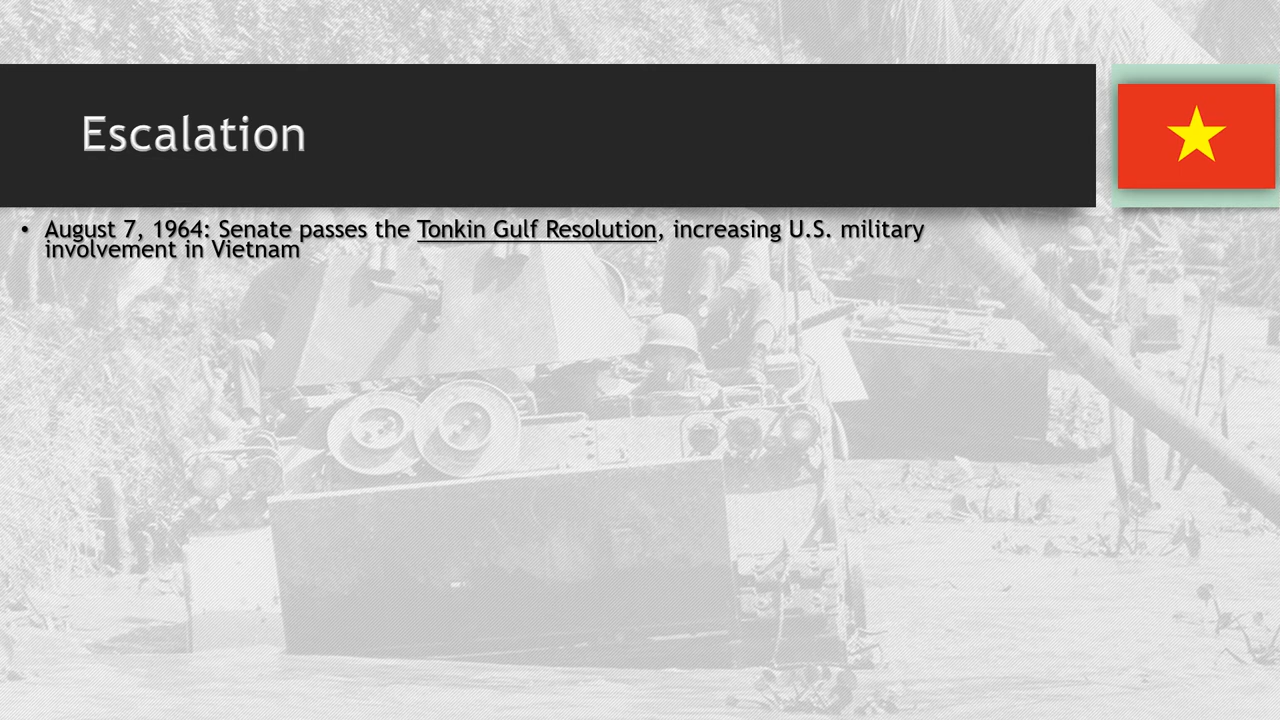 Escalation
• August 7, 1964: Senate passes the Tonkin Gulf Resolution, increasing U.S. military
involvement in Vietnam